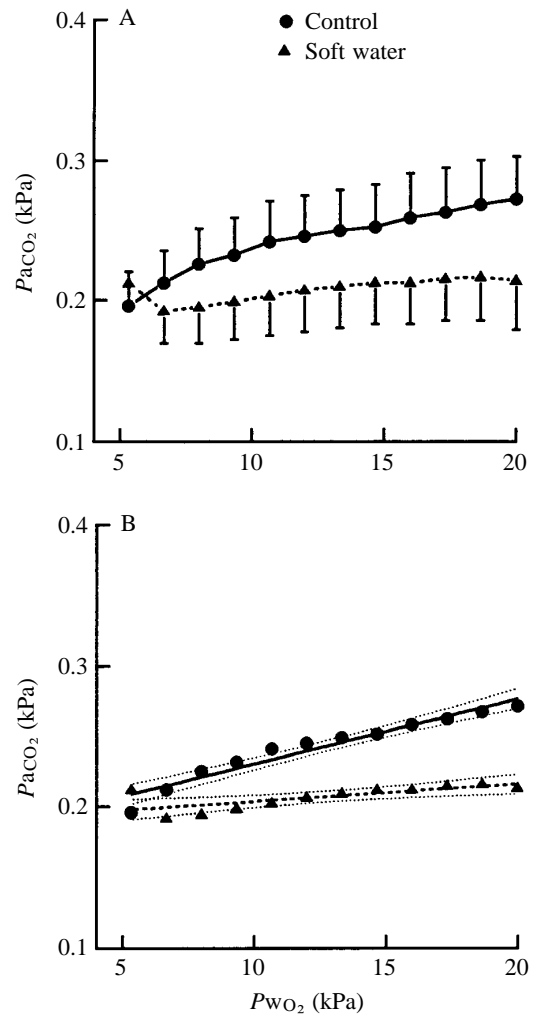 A
Control
Soft water
0.4
0.3
0.2
0.1
PaCO₂ (kPa)
5 10 15 20
B
0.4
0.3
0.2
0.1
PaCO₂ (kPa)
5 10 15 20
PwO₂ (kPa)